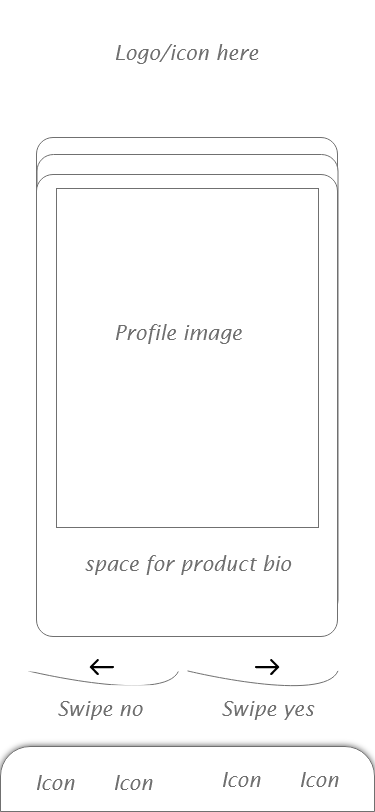 Logo/icon here
Profile image
space for product bio
Swipe no Swipe yes
Icon Icon Icon Icon